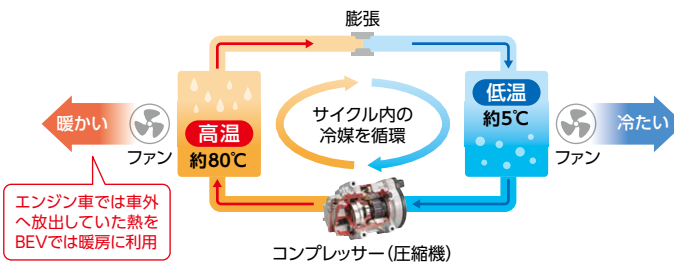 膨張
暖かい
ファン
高温
約80℃
サイクル内の
冷媒を循環
低温
約5℃
ファン
冷たい
エンジン車では車外
へ放出していた熱を
BEVでは暖房に利用
コンプレッサー（圧縮機）